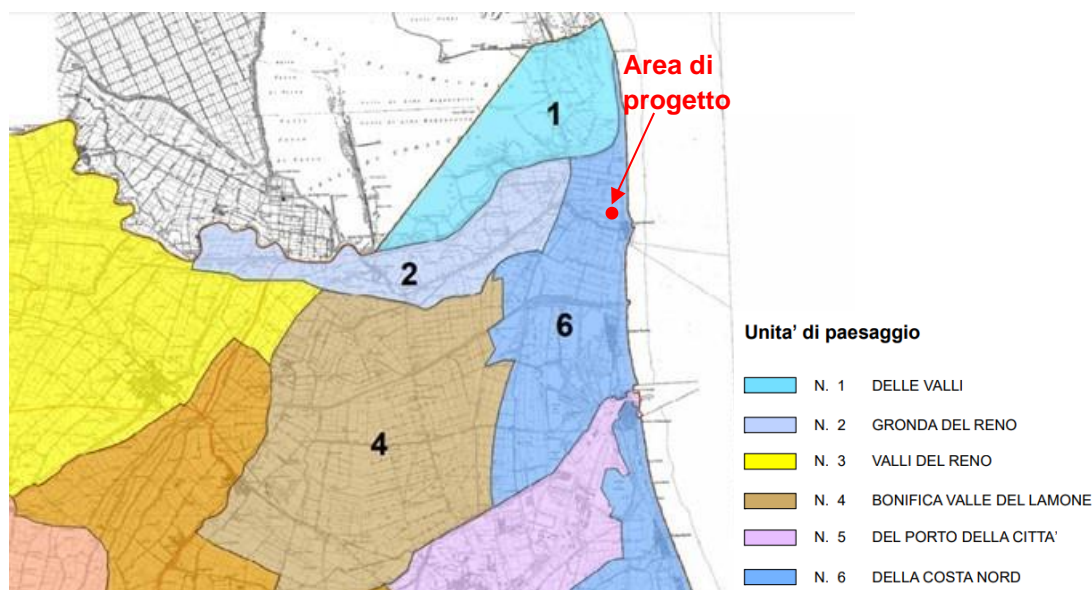 Area di
progetto
1
2
6
4
Unita' di paesaggio
N. 1 DELLE VALLI
N. 2 GRONDA DEL RENO
N. 3 VALLI DEL RENO
N. 4 BONIFICA VALLE DEL LAMONE
N. 5 DEL PORTO DELLA CITTA'
N. 6 DELLA COSTA NORD